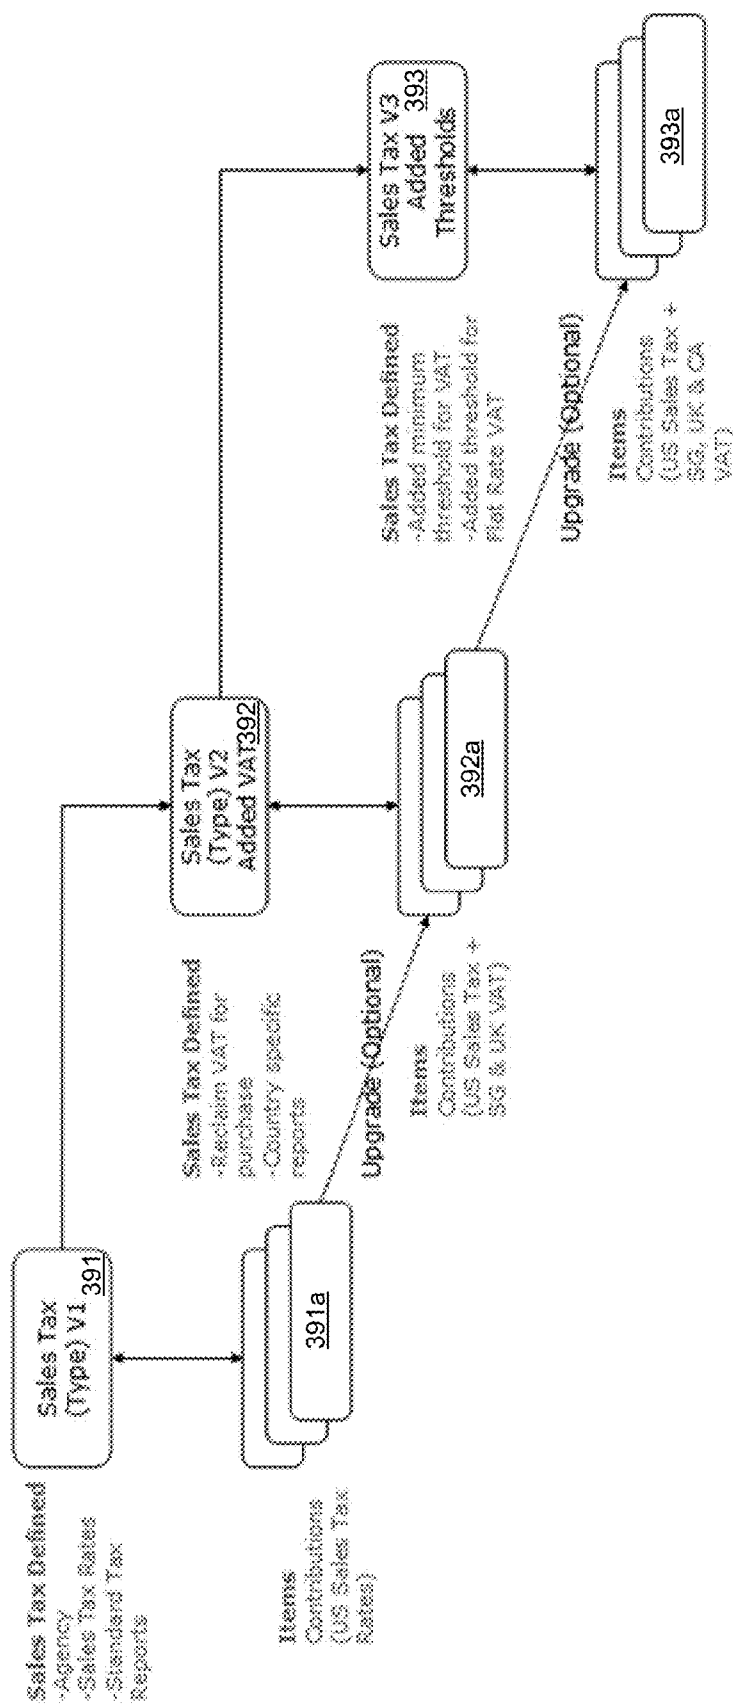 Sales Tax Defined
-Agency
-Sales Tax Rates
-Standard Tax
Reports
Sales Tax
(Type) V1
391
Items
Contributions
(US Sales Tax
Rates)
391a
Sales Tax Defined
-Reclaim VAT for
purchase
-Country specific
reports
Upgrade (Optional)
Sales Tax
(Type) V2
Added VAT 392
Items
Contributions
(US Sales Tax +
SG & UK VAT)
392a
Sales Tax Defined
-Added minimum
threshold for VAT
-Added threshold for
Flat Rate VAT
Upgrade (Optional)
Sales Tax V3
Added 393
Thresholds
Items
Contributions
(US Sales Tax +
SG, UK & CA
VAT)
393a